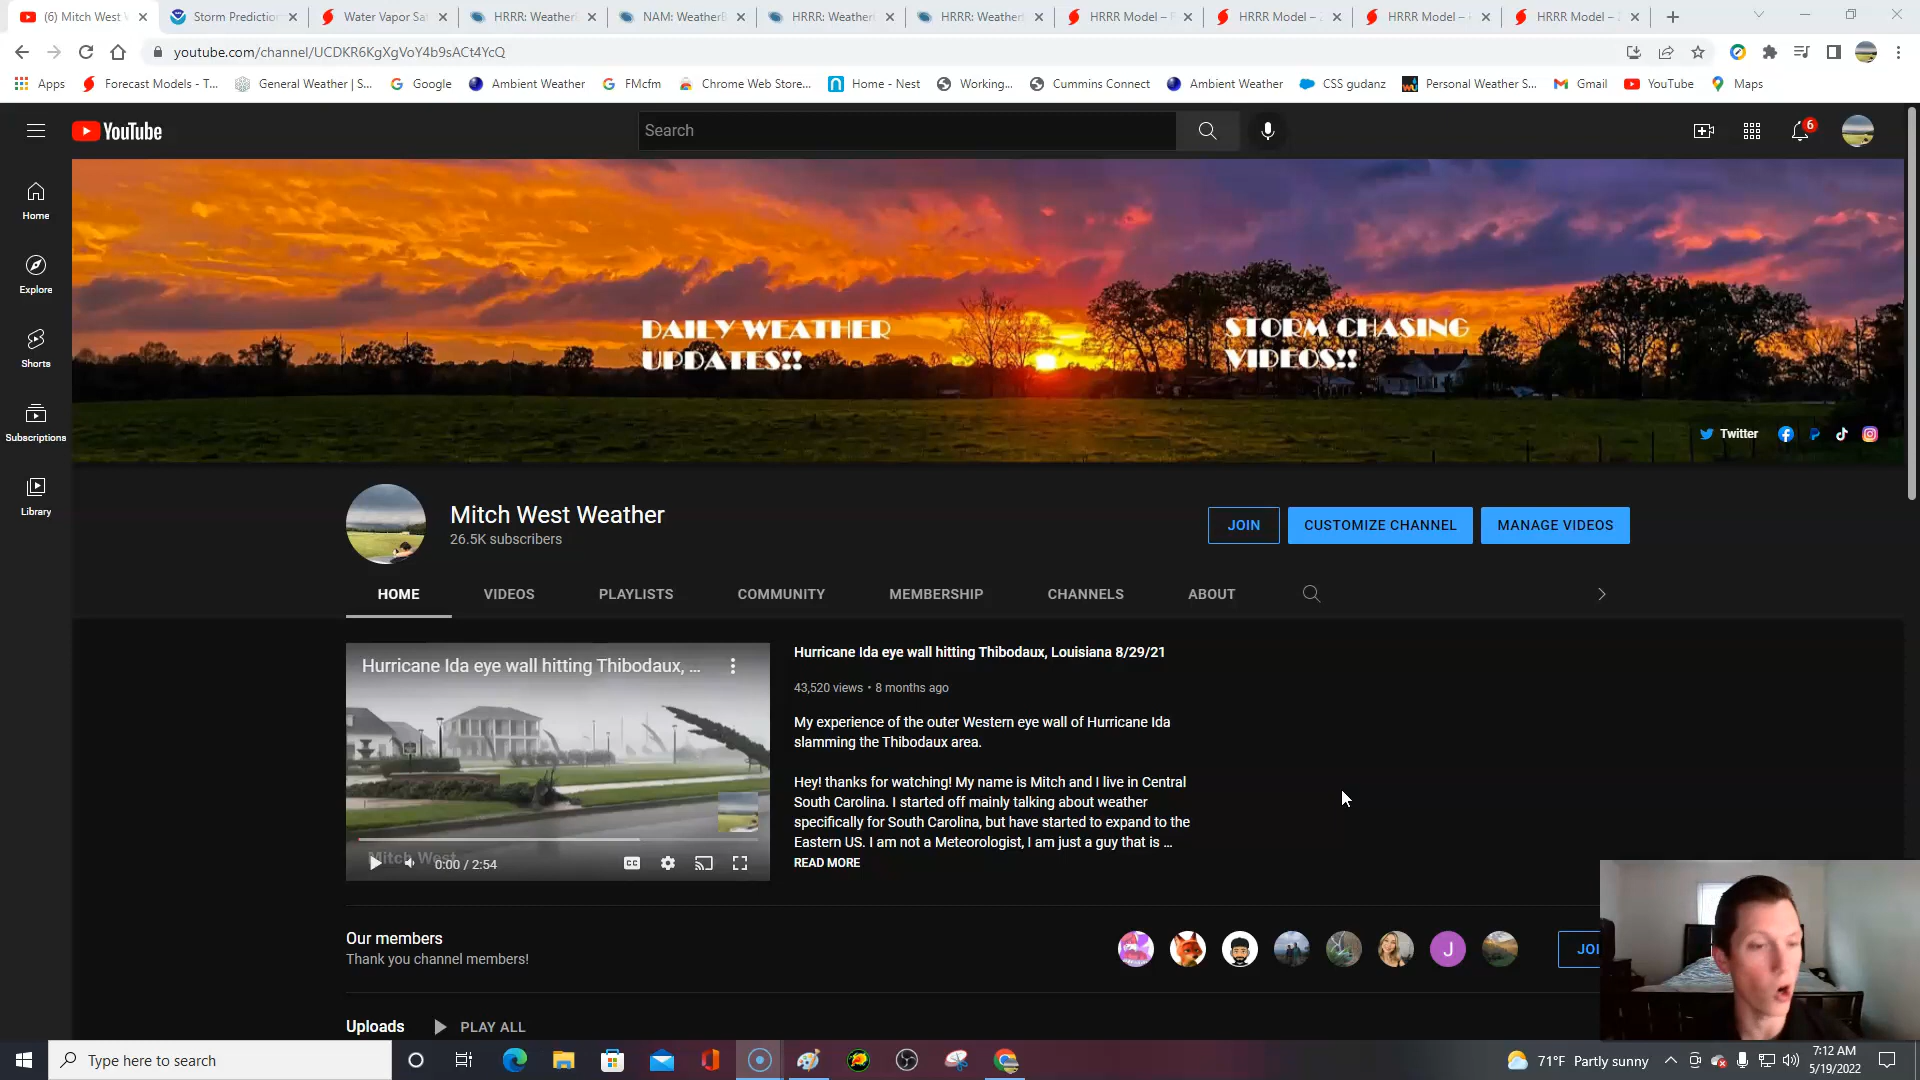 (6) Mitch West
Storm Prediction
Water Vapor Sa
HRRR: Weather
NAM: Weather
HRRR: Weather
HRRR: Weather
HRRR Model –
HRRR Model –
HRRR Model –
HRRR Model –
youtube.com/channel/UCDKR6KgXgVoY4b9sACt4YcQ
Apps
Forecast Models - T...
General Weather | S...
Google
Ambient Weather
FMcfm
Chrome Web Store...
Home - Nest
Working...
Cummins Connect
Ambient Weather
CSS gudanz
Personal Weather S...
Gmail
YouTube
Maps
YouTube
Search
6
Home
Explore
Shorts
Subscriptions
Library
DAILY WEATHER
UPDATES!!
STORM CHASING
VIDEOS!!
Twitter
Mitch West Weather
26.5K subscribers
JOIN
CUSTOMIZE CHANNEL
MANAGE VIDEOS
HOME
VIDEOS
PLAYLISTS
COMMUNITY
MEMBERSHIP
CHANNELS
ABOUT
Hurricane Ida eye wall hitting Thibodaux, ...
Mitch West
0:00 / 2:54
CC
Hurricane Ida eye wall hitting Thibodaux, Louisiana 8/29/21
43,520 views • 8 months ago
My experience of the outer Western eye wall of Hurricane Ida
slamming the Thibodaux area.
Hey! thanks for watching! My name is Mitch and I live in Central
South Carolina. I started off mainly talking about weather
specifically for South Carolina, but have started to expand to the
Eastern US. I am not a Meteorologist, I am just a guy that is ...
READ MORE
Our members
Thank you channel members!
J
JOI
Uploads
PLAY ALL
Type here to search
71°F Partly sunny
7:12 AM
5/19/2022